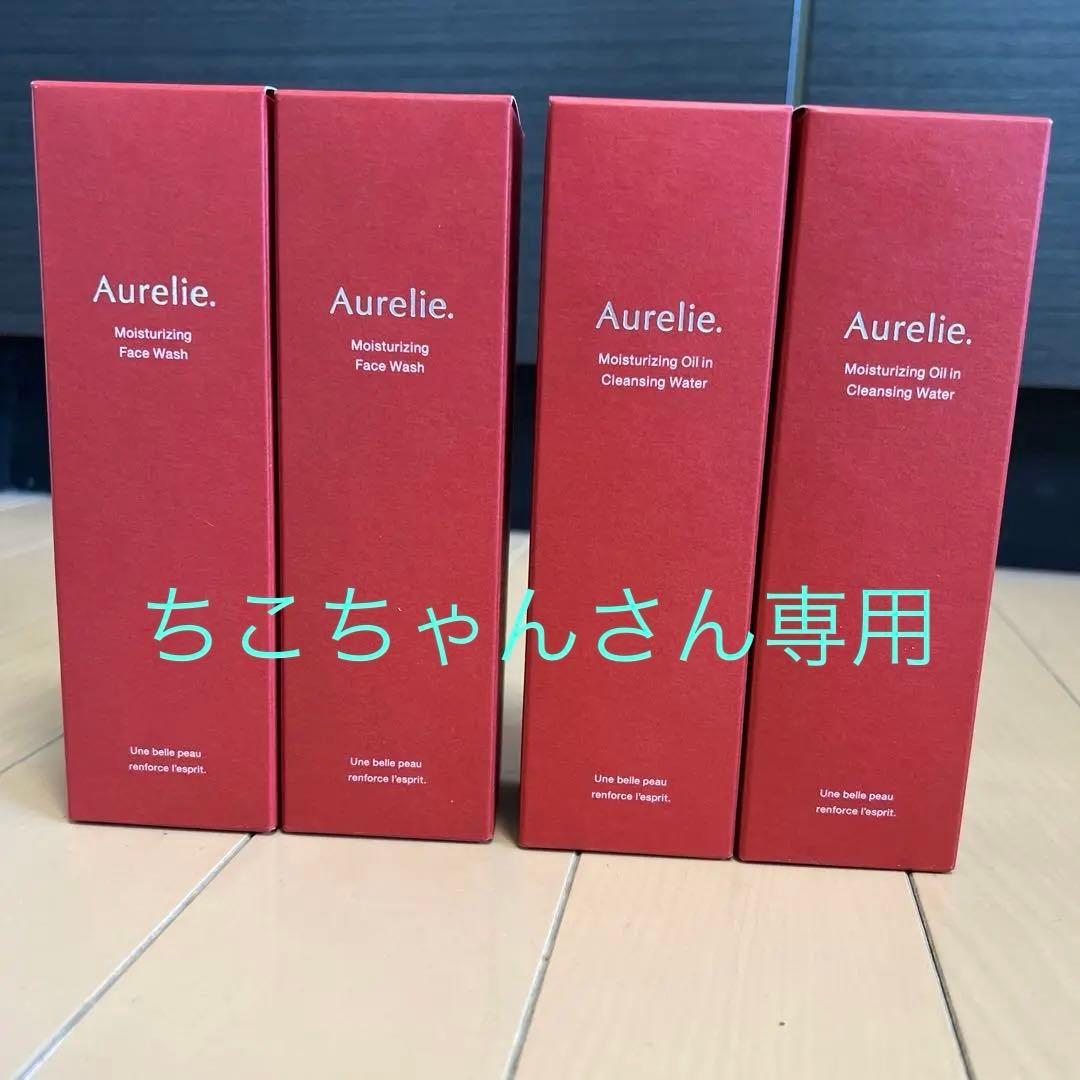 Aurelie.
Moisturizing
Face Wash
Une belle peau
renforce l'esprit.
Aurelie.
Moisturizing
Face Wash
Une belle peau
renforce l'esprit.
Aurelie.
Moisturizing Oil in
Cleansing Water
Une belle peau
renforce l'esprit.
Aurelie.
Moisturizing Oil in
Cleansing Water
Une belle peau
renforce l'esprit.
ちこちゃんさん専用